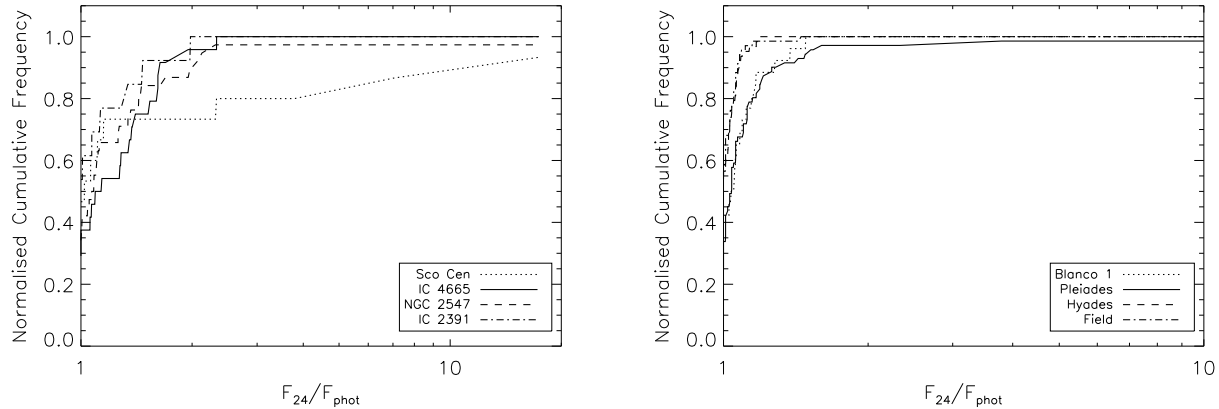 Normalised Cumulative Frequency
1.0
0.8
0.6
0.4
0.2
0.0
Sco Cen
IC 4665
NGC 2547
IC 2391
1
10
F24/Fphot
Normalised Cumulative Frequency
1.0
0.8
0.6
0.4
0.2
0.0
Blanco 1
Pleiades
Hyades
Field
1
10
F24/Fphot